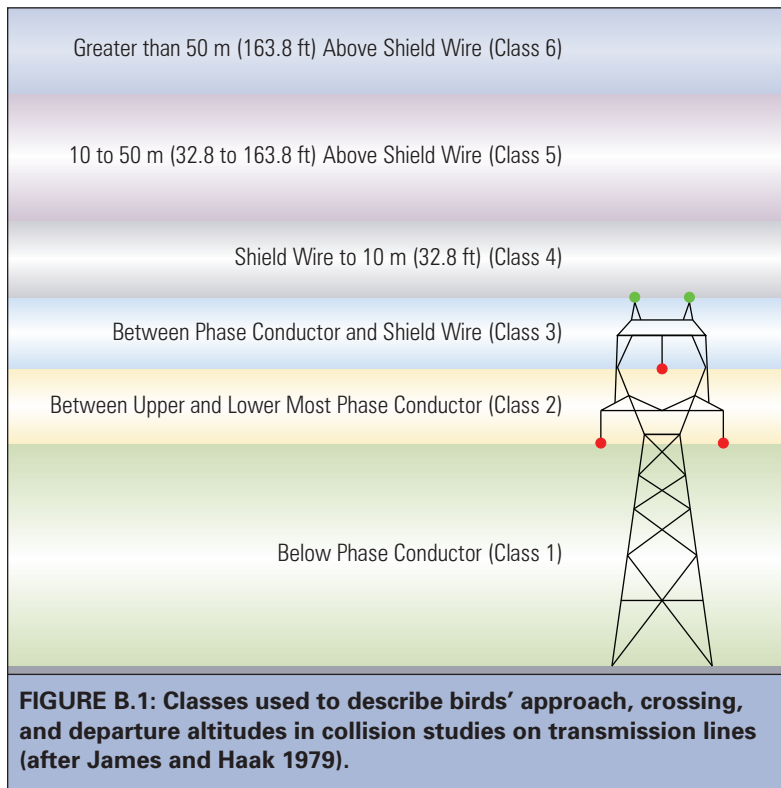 Greater than 50 m (163.8 ft) Above Shield Wire (Class 6)
10 to 50 m (32.8 to 163.8 ft) Above Shield Wire (Class 5)
Shield Wire to 10 m (32.8 ft) (Class 4)
Between Phase Conductor and Shield Wire (Class 3)
Between Upper and Lower Most Phase Conductor (Class 2)
Below Phase Conductor (Class 1)
FIGURE B.1: Classes used to describe birds’ approach, crossing,
and departure altitudes in collision studies on transmission lines
(after James and Haak 1979).